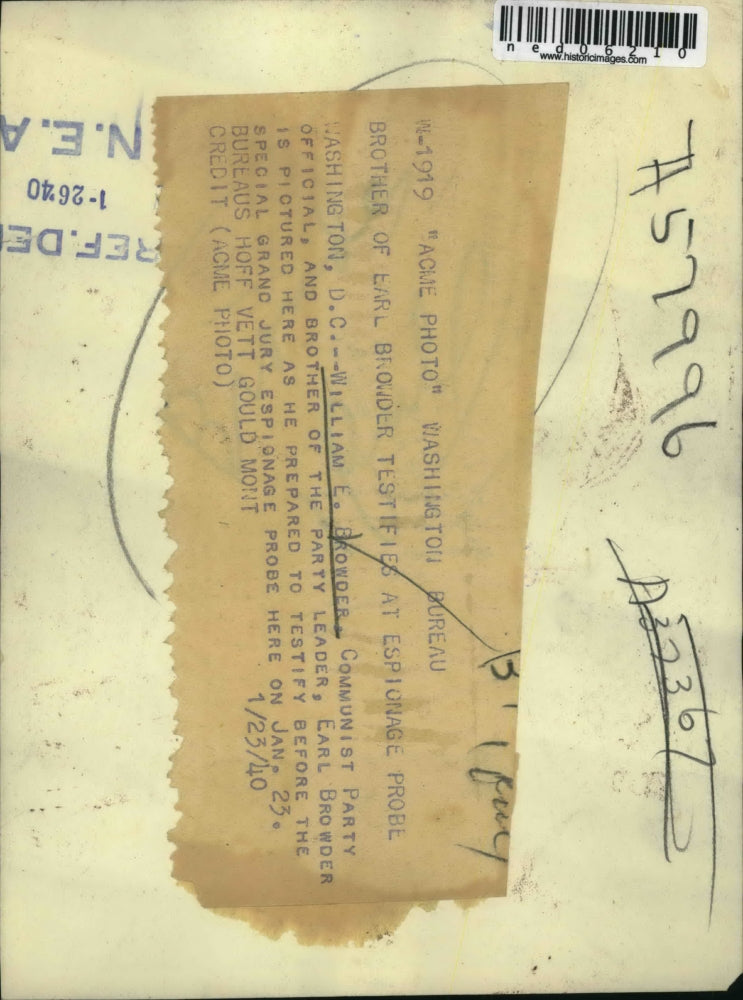 ned06210
www.historicimages.com
N.E.A
1-2640
REF.DE
A57996
A37367
W-1919 "ACME PHOTO" WASHINGTON BUREAU
BROTHER OF EARL BROWDER TESTIFIES AT ESPIONAGE PROBE
WASHINGTON, D.C.--WILLIAM E. BROWDER, COMMUNIST PARTY
OFFICIAL, AND BROTHER OF THE PARTY LEADER, EARL BROWDER
IS PICTURED HERE AS HE PREPARED TO TESTIFY BEFORE THE
SPECIAL GRAND JURY ESPIONAGE PROBE HERE ON JAN. 23.
BUREAUS HOFF VETT GOULD MONT 1/23/40
CREDIT (ACME PHOTO)